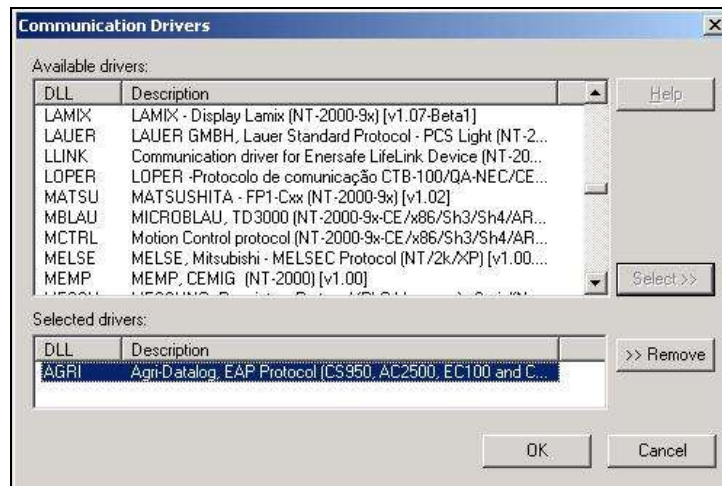 Communication Drivers
Available drivers:
DLL Description
LAMIX LAMIX - Display Lamix (NT-2000-9x) [v1.07-Beta1]
LAUER LAUER GMBH, Lauer Standard Protocol - PCS Light (NT-2...
LLINK Communication driver for Enersafe LifeLink Device (NT-20...
LOPER LOPER -Protocolo de comunicação CTB-100/QA-NEC/CE...
MATSU MATSUSHITA - FP1-Cxx (NT-2000-9x) [v1.02]
MBLAU MICROBLAU, TD3000 (NT-2000-9x-CE/x86/Sh3/Sh4/AR...
MCTRL Motion Control protocol (NT-2000-9x-CE/x86/Sh3/Sh4/AR...
MELSE MELSE, Mitsubishi - MELSEC Protocol (NT/2k/XP) [v1.00....
MEMP MEMP, CEMIG (NT-2000) [v1.00]
Help
Select >>
Selected drivers:
DLL Description
AGRI Agri-Datalog, EAP Protocol (CS950, AC2500, EC100 and C...
>> Remove
OK Cancel